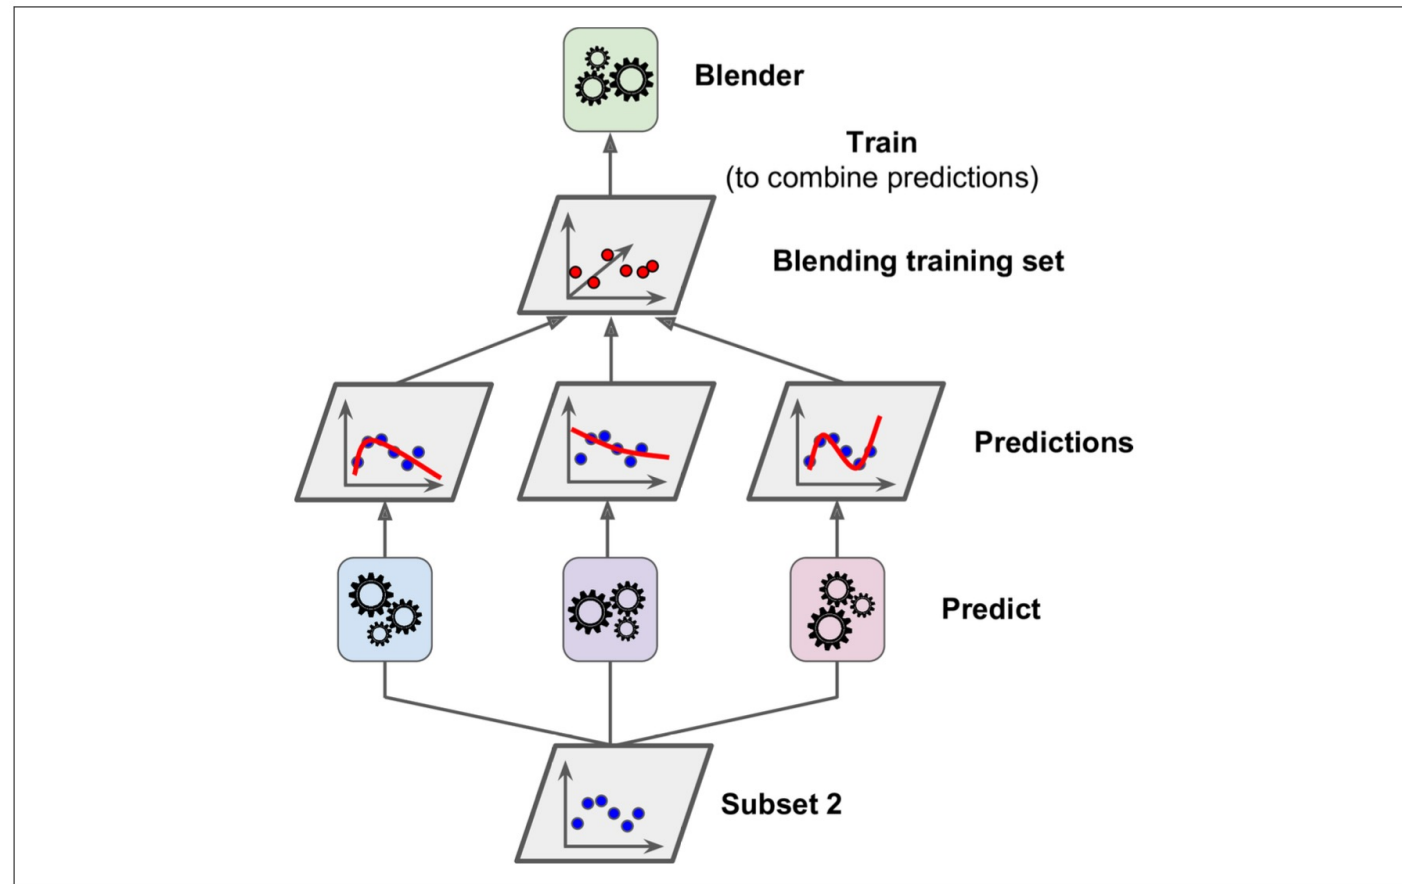 Blender
Train
(to combine predictions)
Blending training set
Predictions
Predict
Subset 2